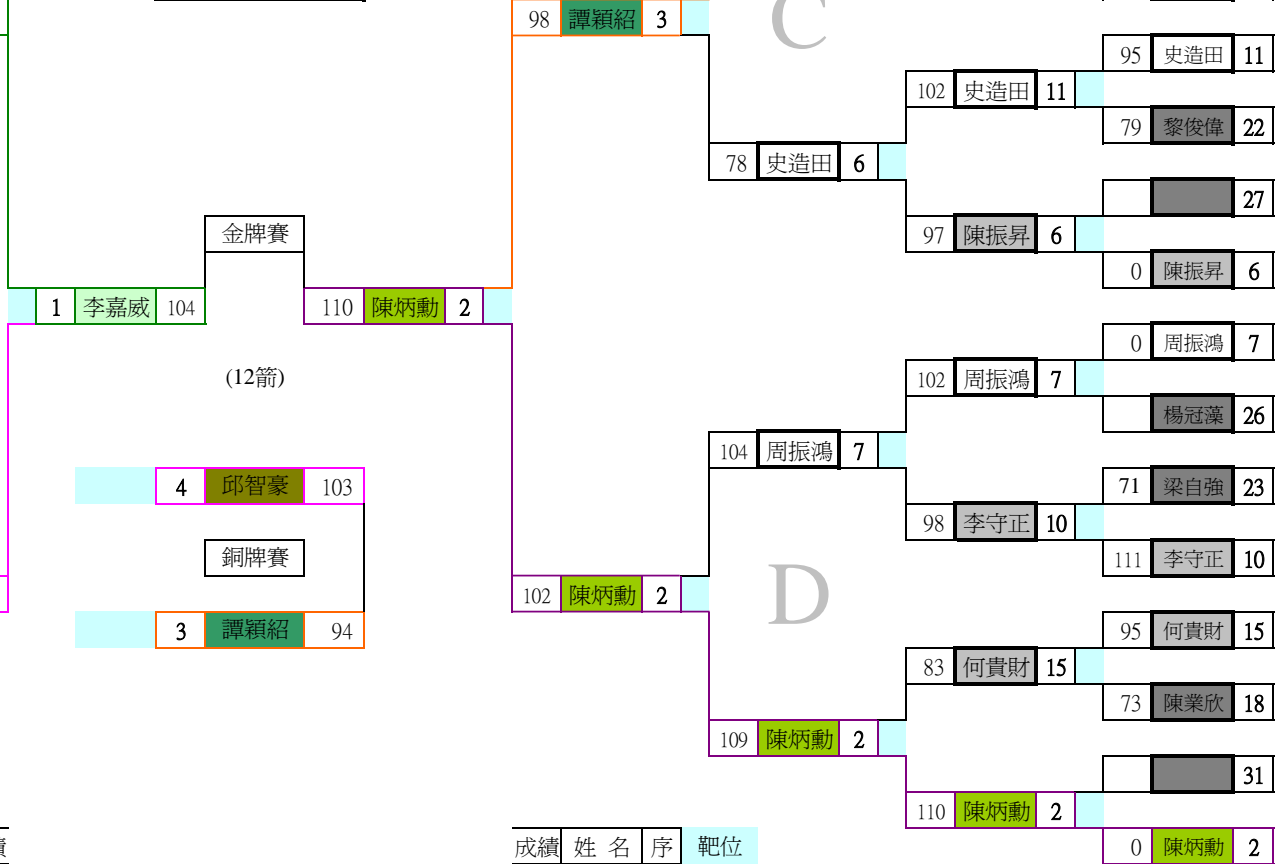 98 譚穎紹 3
C
95 史造田 11
102 史造田 11
79 黎俊偉 22
78 史造田 6
27
金牌賽
97 陳振昇 6
0 陳振昇 6
1 李嘉威 104
110 陳炳勳 2
0 周振鴻 7
(12箭)
102 周振鴻 7
楊冠藻 26
104 周振鴻 7
4 邱智豪 103
71 梁自強 23
98 李守正 10
銅牌賽
111 李守正 10
102 陳炳勳 2
D
3 譚穎紹 94
95 何貴財 15
83 何貴財 15
73 陳業欣 18
109 陳炳勳 2
31
110 陳炳勳 2
成績 姓 名 序 靶位
0 陳炳勳 2